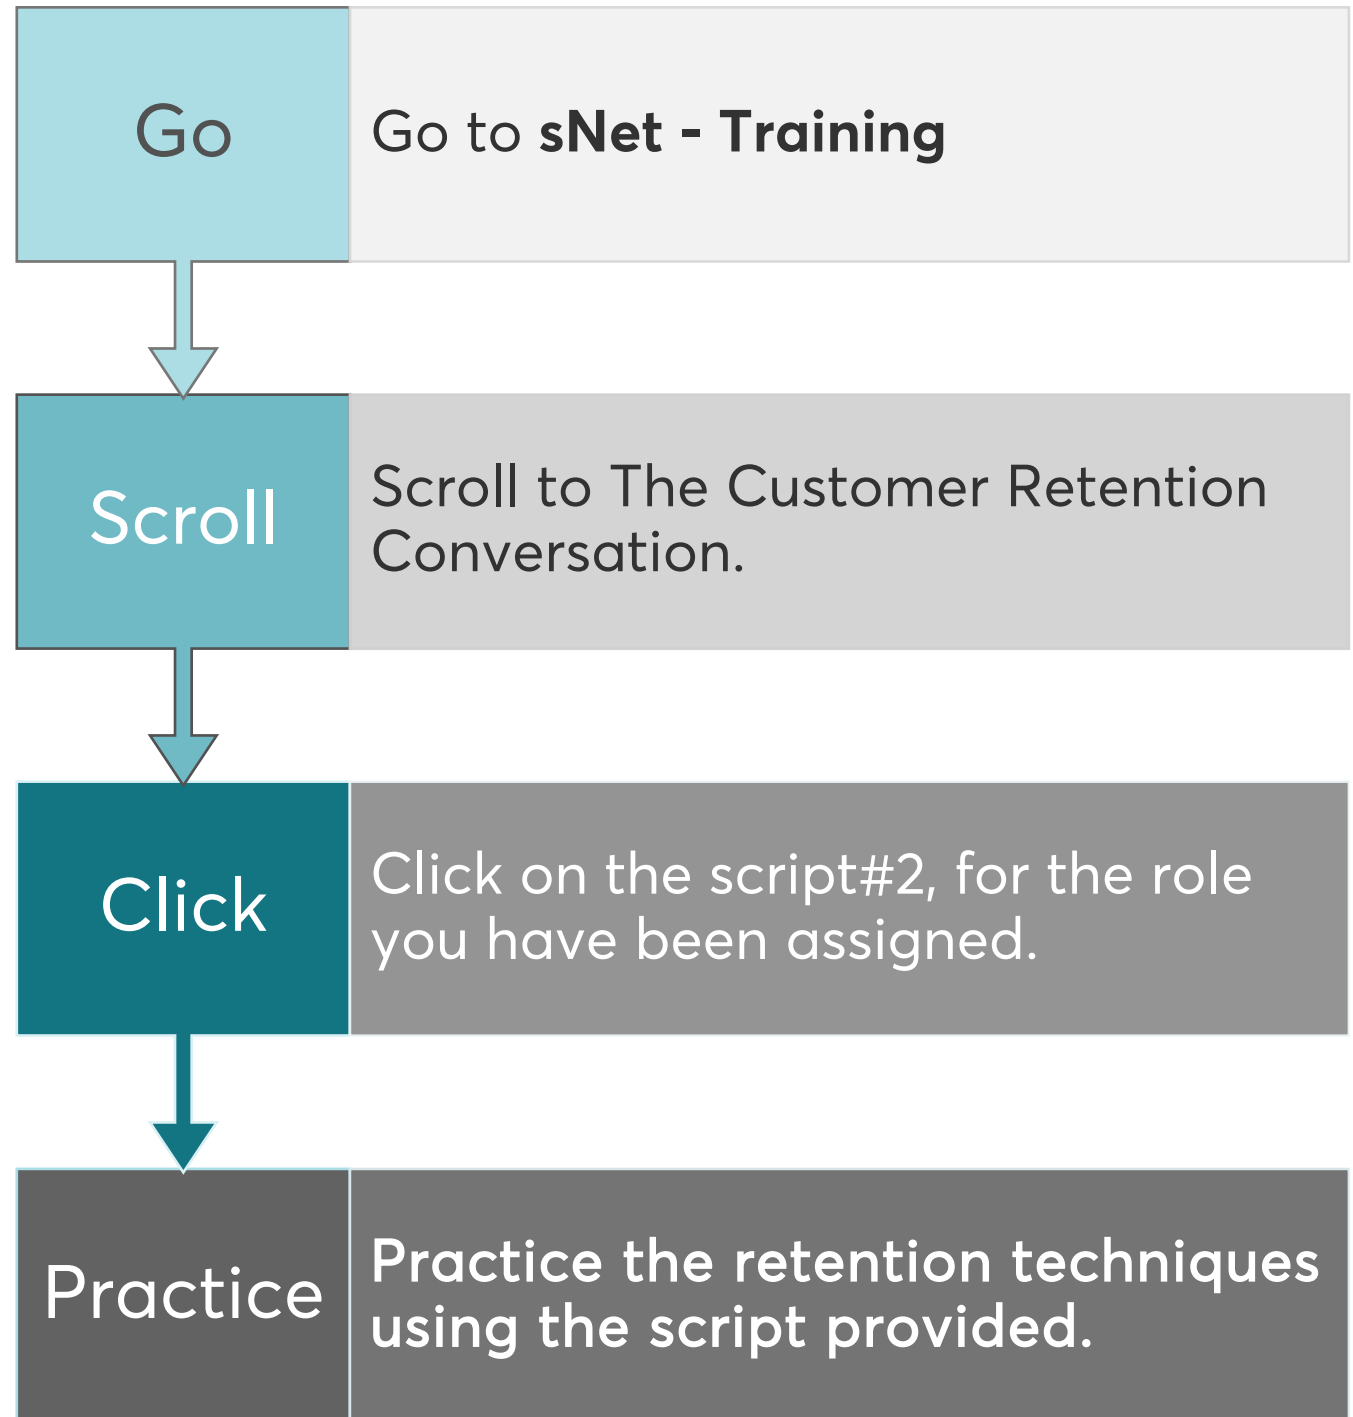 Go
Go to sNet - Training
Scroll
Scroll to The Customer Retention
Conversation.
Click
Click on the script#2, for the role
you have been assigned.
Practice
Practice the retention techniques
using the script provided.